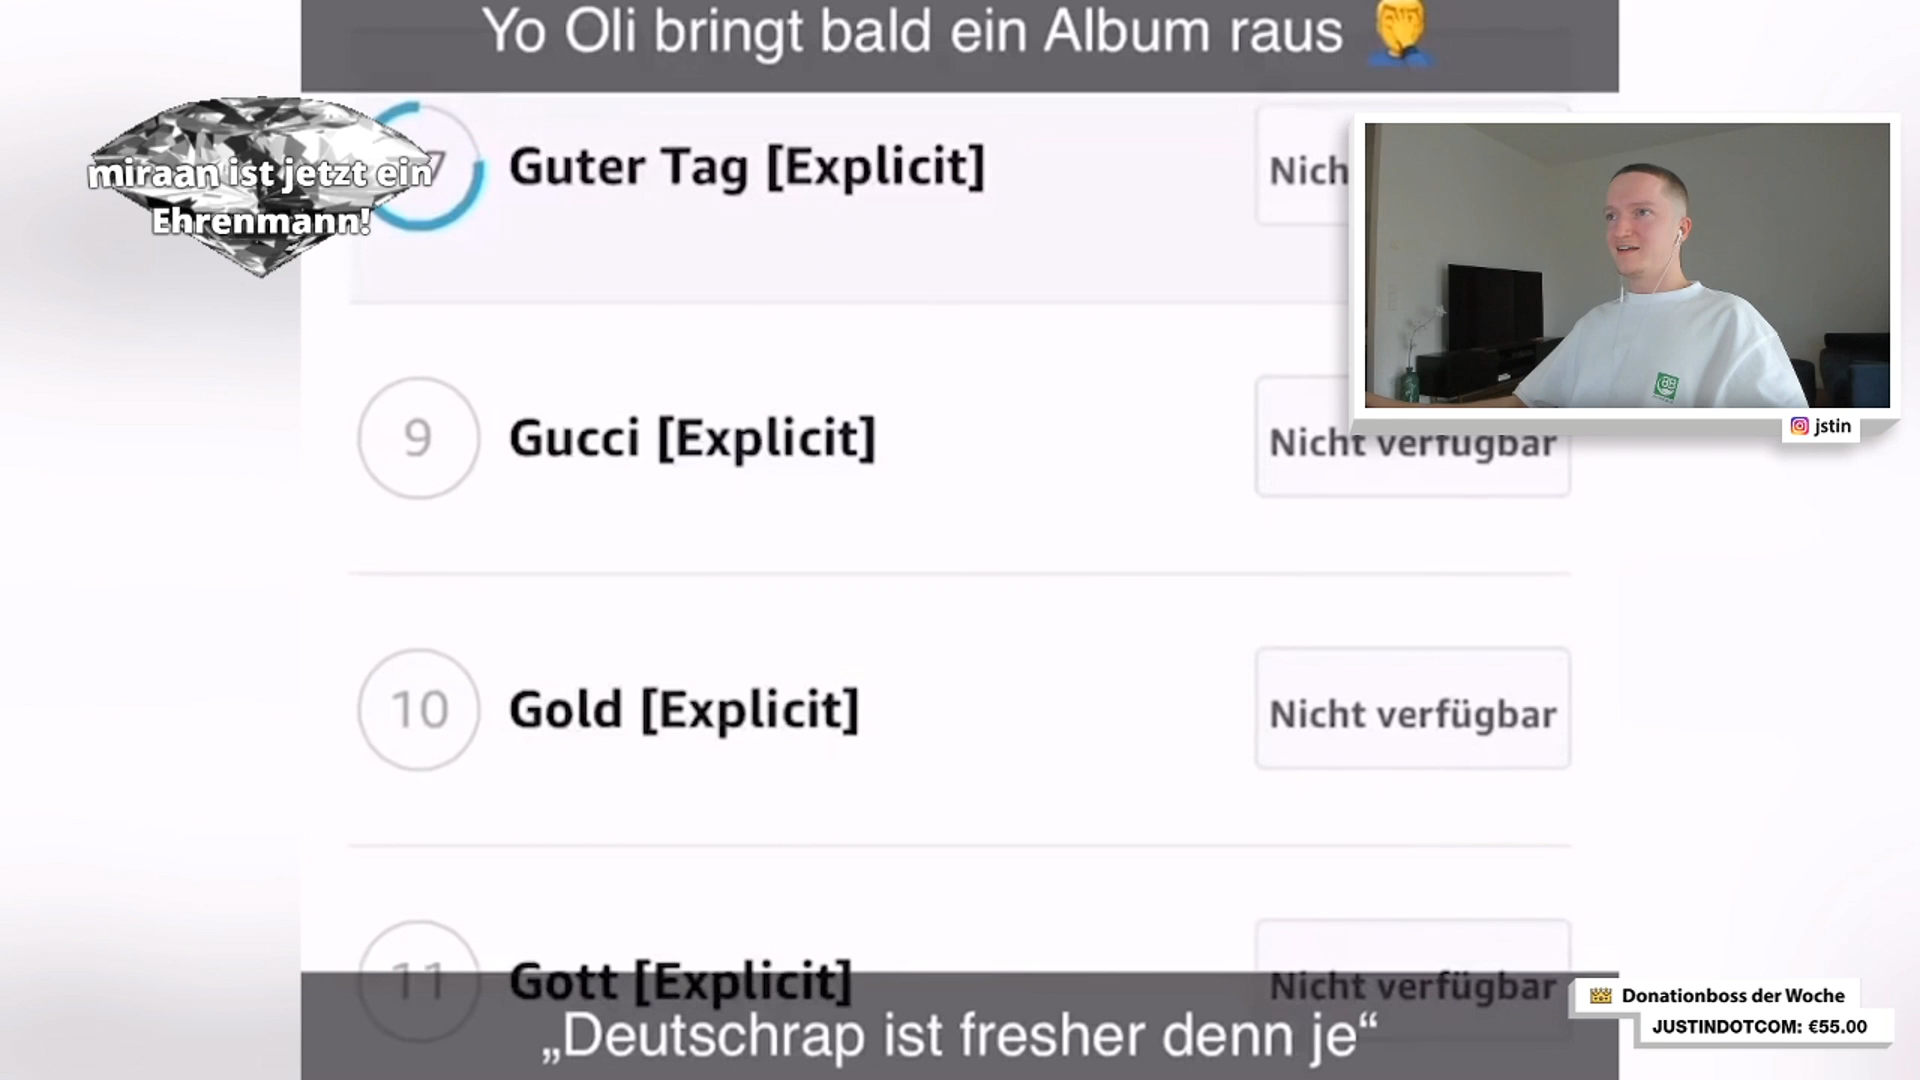 Yo Oli bringt bald ein Album raus 🤦‍♂️
miraan ist jetzt ein
Ehrenmann!
7
Guter Tag [Explicit]
Nich
9
Gucci [Explicit]
Nicht verfügbar
jstin
10
Gold [Explicit]
Nicht verfügbar
11
Gott [Explicit]
Nicht verfügbar
„Deutschrap ist fresher denn je“
Donationboss der Woche
JUSTINDOTCOM: €55.00